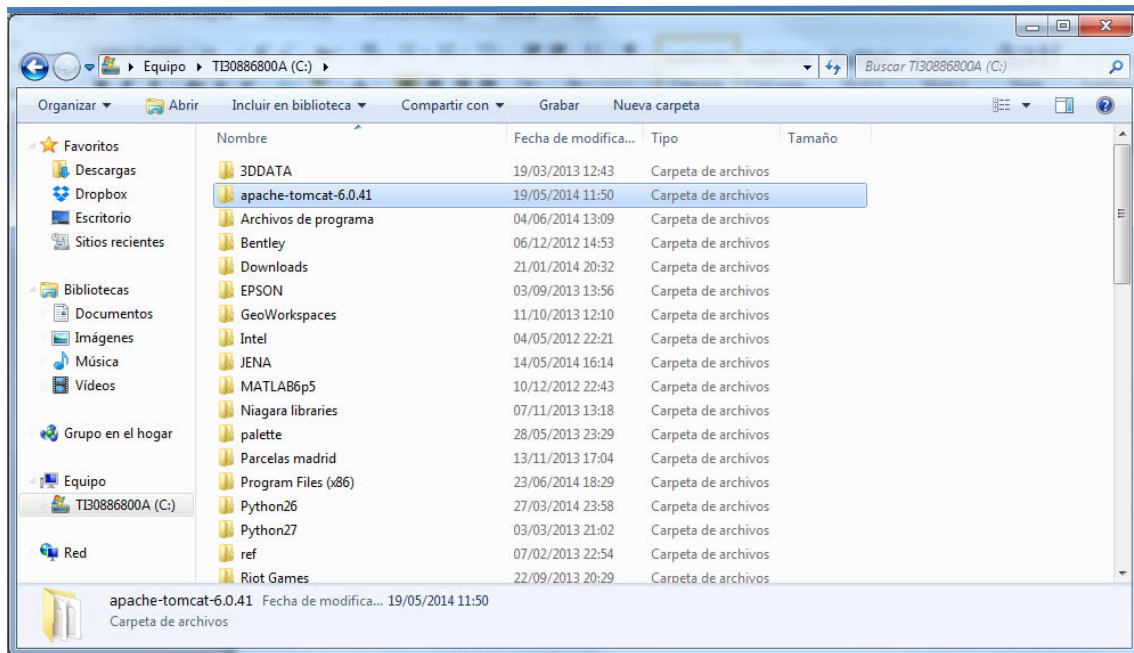 Equipo ▸ TI30886800A (C:) ▸
Buscar TI30886800A (C:)
Organizar Abrir Incluir en biblioteca Compartir con Grabar Nueva carpeta
Favoritos
Descargas
Dropbox
Escritorio
Sitios recientes
Bibliotecas
Documentos
Imágenes
Música
Vídeos
Grupo en el hogar
Equipo
TI30886800A (C:)
Red
Nombre Fecha de modifica... Tipo Tamaño
3DDATA 19/03/2013 12:43 Carpeta de archivos
apache-tomcat-6.0.41 19/05/2014 11:50 Carpeta de archivos
Archivos de programa 04/06/2014 13:09 Carpeta de archivos
Bentley 06/12/2012 14:53 Carpeta de archivos
Downloads 21/01/2014 20:32 Carpeta de archivos
EPSON 03/09/2013 13:56 Carpeta de archivos
GeoWorkspaces 11/10/2013 12:10 Carpeta de archivos
Intel 04/05/2012 22:21 Carpeta de archivos
JENA 14/05/2014 16:14 Carpeta de archivos
MATLAB6p5 10/12/2012 22:43 Carpeta de archivos
Niagara libraries 07/11/2013 13:18 Carpeta de archivos
palette 28/05/2013 23:29 Carpeta de archivos
Parcelas madrid 13/11/2013 17:04 Carpeta de archivos
Program Files (x86) 23/06/2014 18:29 Carpeta de archivos
Python26 27/03/2014 23:58 Carpeta de archivos
Python27 03/03/2013 21:02 Carpeta de archivos
ref 07/02/2013 22:54 Carpeta de archivos
Riot Games 22/09/2013 20:29 Carpeta de archivos
apache-tomcat-6.0.41 Fecha de modifica... 19/05/2014 11:50
Carpeta de archivos